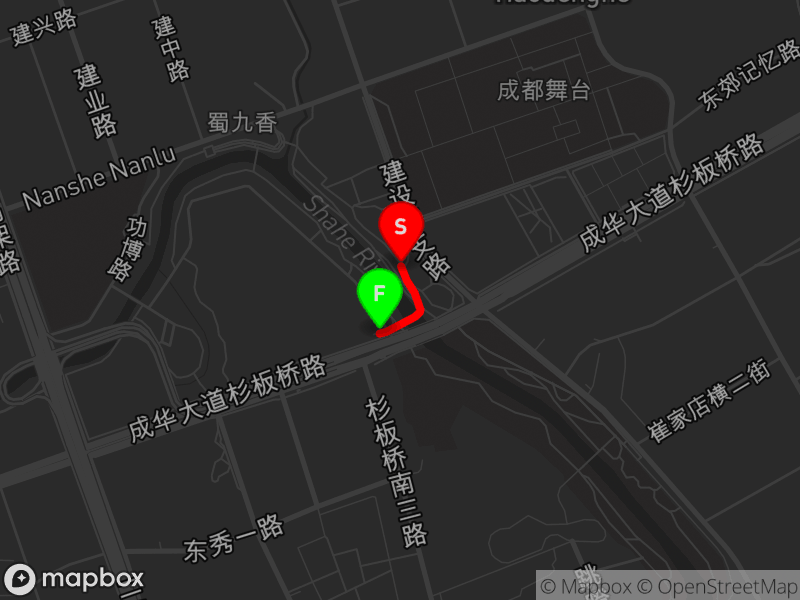 建兴路
建中路
建业路
蜀九香
成都舞台
东郊记忆路
Nanshe Nanlu
建设
支路
Shahe Ri
功博路
成华大道杉板桥路
S
F
成华大道杉板桥路
杉板桥南三路
崔家店横二街
东秀一路
mapbox
© Mapbox © OpenStreetMap